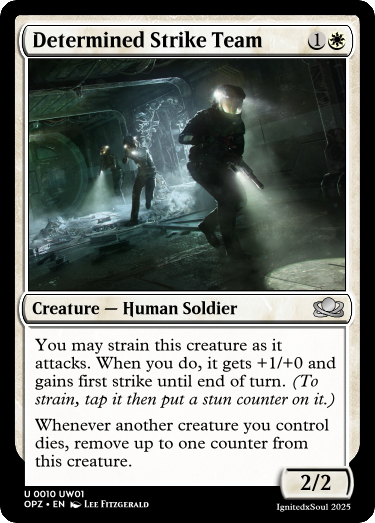 Determined Strike Team 1
Creature — Human Soldier
You may strain this creature as it
attacks. When you do, it gets +1/+0 and
gains first strike until end of turn. (To
strain, tap it then put a stun counter on it.)
Whenever another creature you control
dies, remove up to one counter from
this creature.
2/2
U 0010 UW01
OPZ • EN Lee Fitzgerald
IgnitedxSoul 2025